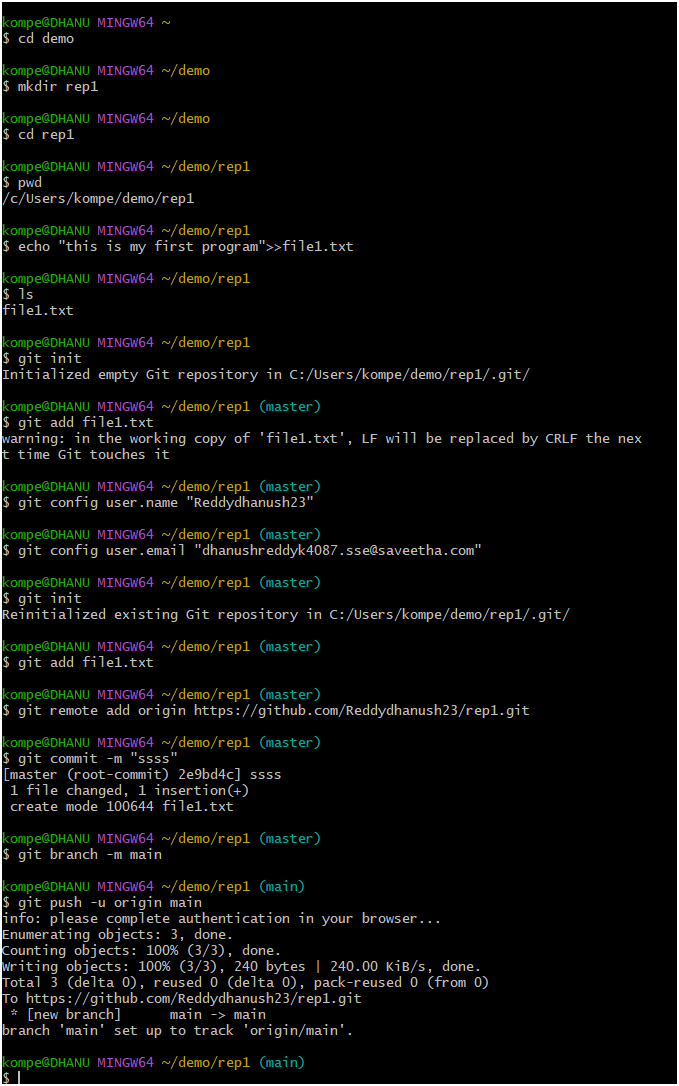 kompe@DHANU MINGW64 ~
$ cd demo
kompe@DHANU MINGW64 ~/demo
$ mkdir rep1
kompe@DHANU MINGW64 ~/demo
$ cd rep1
kompe@DHANU MINGW64 ~/demo/rep1
$ pwd
/c/Users/kompe/demo/rep1
kompe@DHANU MINGW64 ~/demo/rep1
$ echo "this is my first program">>file1.txt
kompe@DHANU MINGW64 ~/demo/rep1
$ ls
file1.txt
kompe@DHANU MINGW64 ~/demo/rep1
$ git init
Initialized empty Git repository in C:/Users/kompe/demo/rep1/.git/
kompe@DHANU MINGW64 ~/demo/rep1 (master)
$ git add file1.txt
warning: in the working copy of 'file1.txt', LF will be replaced by CRLF the nex
t time Git touches it
kompe@DHANU MINGW64 ~/demo/rep1 (master)
$ git config user.name "Reddydhanush23"
kompe@DHANU MINGW64 ~/demo/rep1 (master)
$ git config user.email "dhanushreddyk4087.sse@saveetha.com"
kompe@DHANU MINGW64 ~/demo/rep1 (master)
$ git init
Reinitialized existing Git repository in C:/Users/kompe/demo/rep1/.git/
kompe@DHANU MINGW64 ~/demo/rep1 (master)
$ git add file1.txt
kompe@DHANU MINGW64 ~/demo/rep1 (master)
$ git remote add origin https://github.com/Reddydhanush23/rep1.git
kompe@DHANU MINGW64 ~/demo/rep1 (master)
$ git commit -m "ssss"
[master (root-commit) 2e9bd4c] ssss
1 file changed, 1 insertion(+)
create mode 100644 file1.txt
kompe@DHANU MINGW64 ~/demo/rep1 (master)
$ git branch -m main
kompe@DHANU MINGW64 ~/demo/rep1 (main)
$ git push -u origin main
info: please complete authentication in your browser...
Enumerating objects: 3, done.
Counting objects: 100% (3/3), done.
Writing objects: 100% (3/3), 240 bytes | 240.00 KiB/s, done.
Total 3 (delta 0), reused 0 (delta 0), pack-reused 0 (from 0)
To https://github.com/Reddydhanush23/rep1.git
* [new branch]      main -> main
branch 'main' set up to track 'origin/main'.
kompe@DHANU MINGW64 ~/demo/rep1 (main)
$